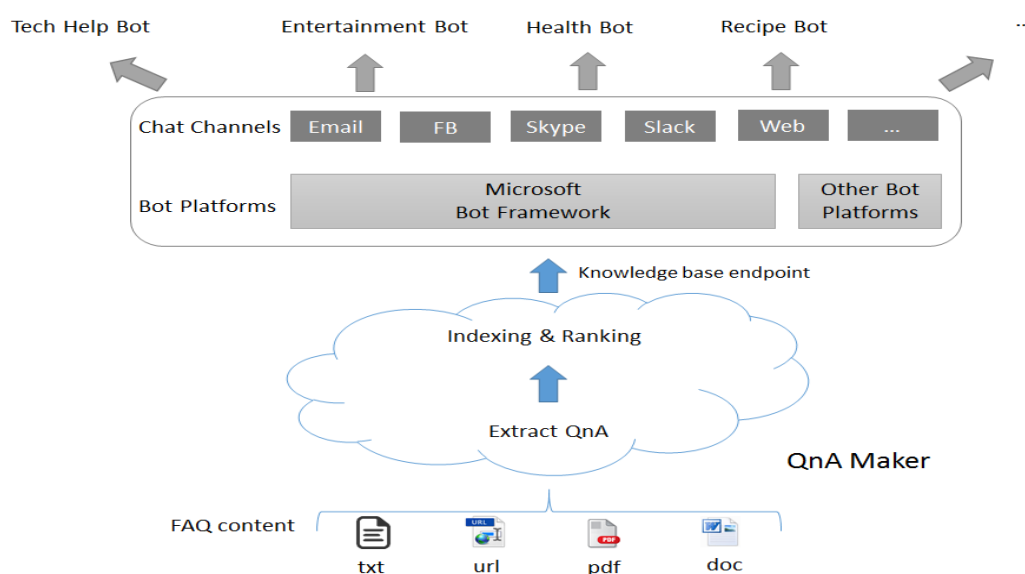 Tech Help Bot
Entertainment Bot
Health Bot
Recipe Bot
...
Chat Channels
Email
FB
Skype
Slack
Web
...
Bot Platforms
Microsoft
Bot Framework
Other Bot
Platforms
Knowledge base endpoint
Indexing & Ranking
Extract QnA
QnA Maker
FAQ content
URL
PDF
W
txt
url
pdf
doc